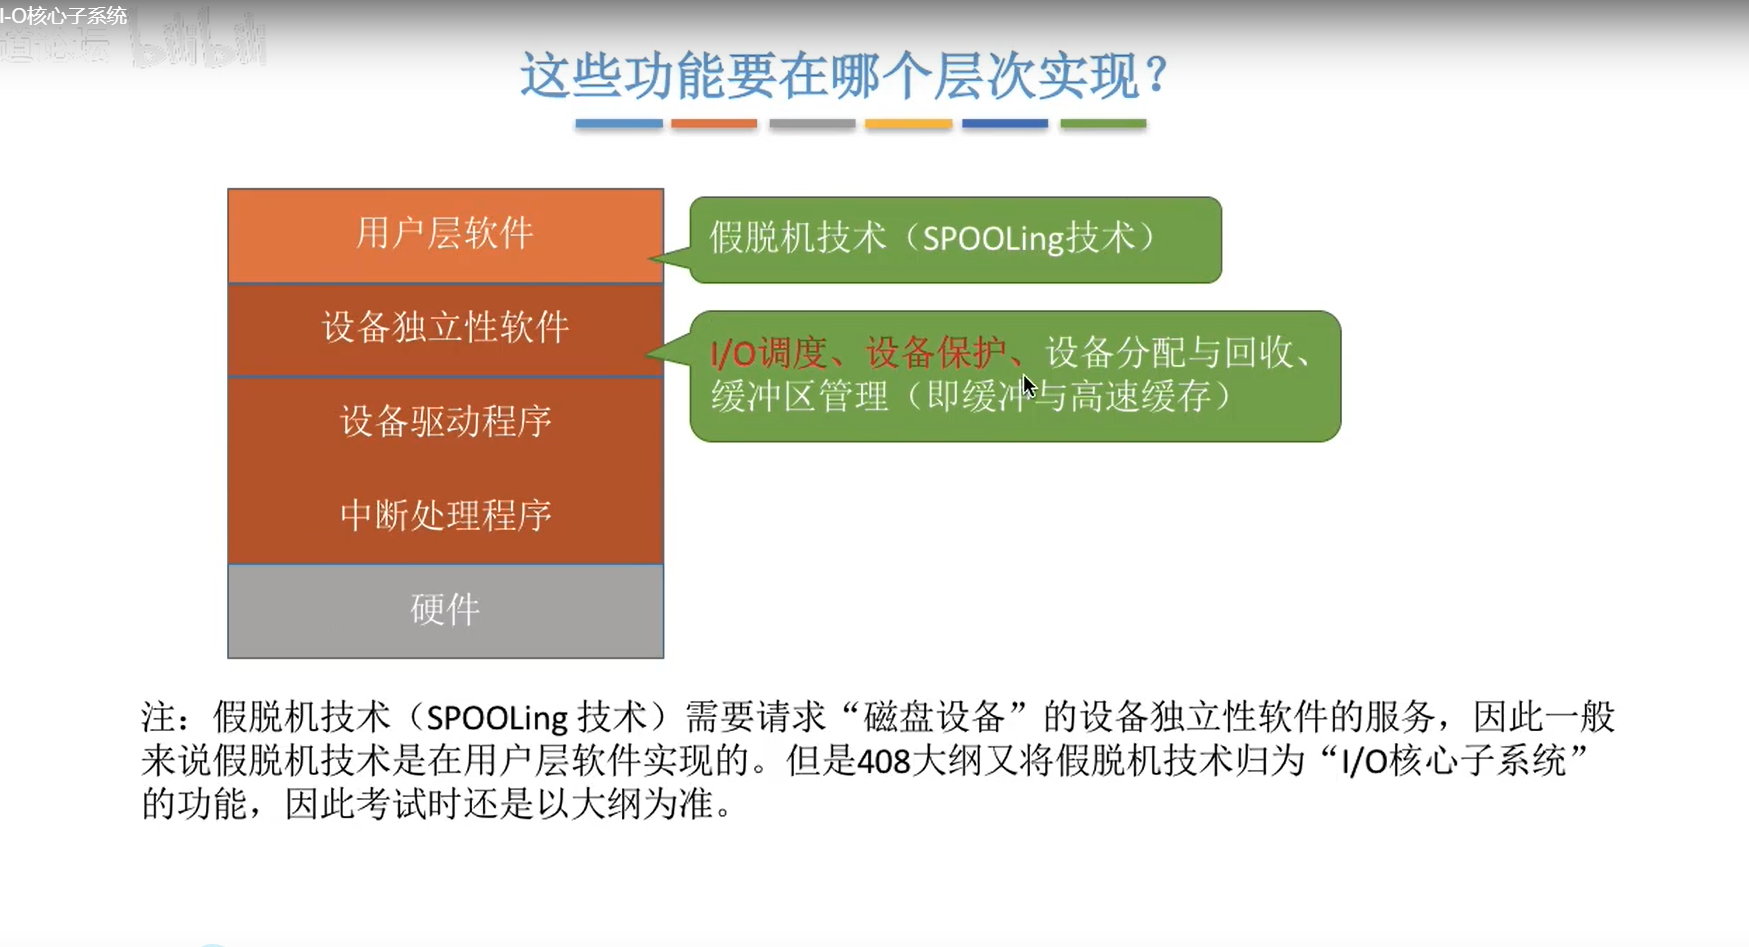 I-O核心子系统
bilibili
这些功能要在哪个层次实现？
用户层软件
假脱机技术（SPOOLing技术）
设备独立性软件
I/O调度、设备保护、设备分配与回收、
缓冲区管理（即缓冲与高速缓存）
设备驱动程序
中断处理程序
硬件
注：假脱机技术（SPOOLing 技术）需要请求“磁盘设备”的设备独立性软件的服务，因此一般
来说假脱机技术是在用户层软件实现的。但是408大纲又将假脱机技术归为“I/O核心子系统”
的功能，因此考试时还是以大纲为准。